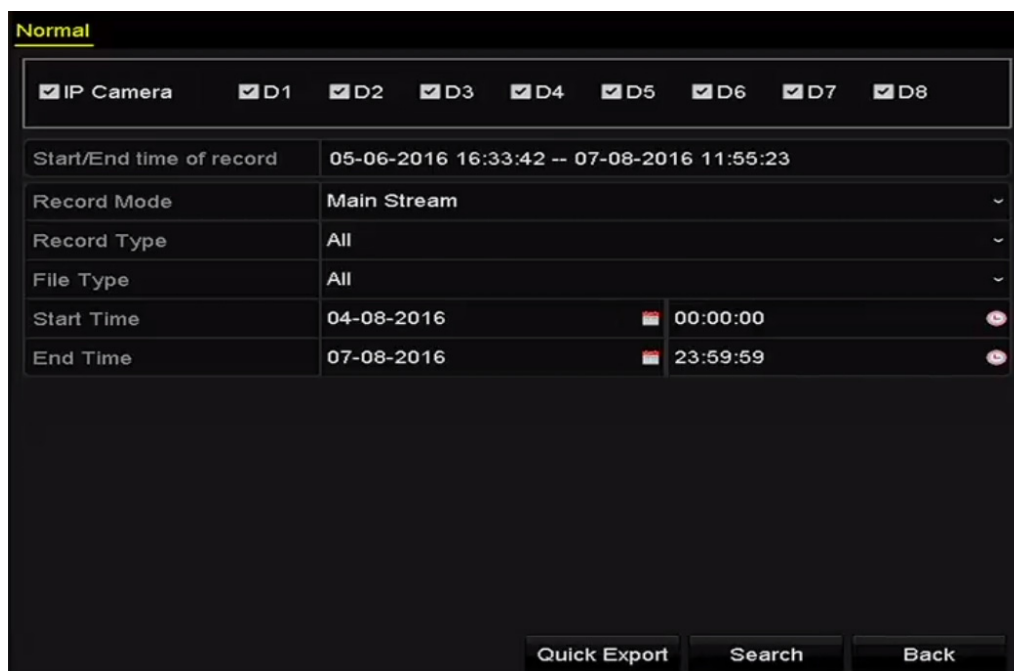 Normal
IP Camera D1 D2 D3 D4 D5 D6 D7 D8
Start/End time of record 05-06-2016 16:33:42 -- 07-08-2016 11:55:23
Record Mode Main Stream
Record Type All
File Type All
Start Time 04-08-2016 00:00:00
End Time 07-08-2016 23:59:59
Quick Export Search Back